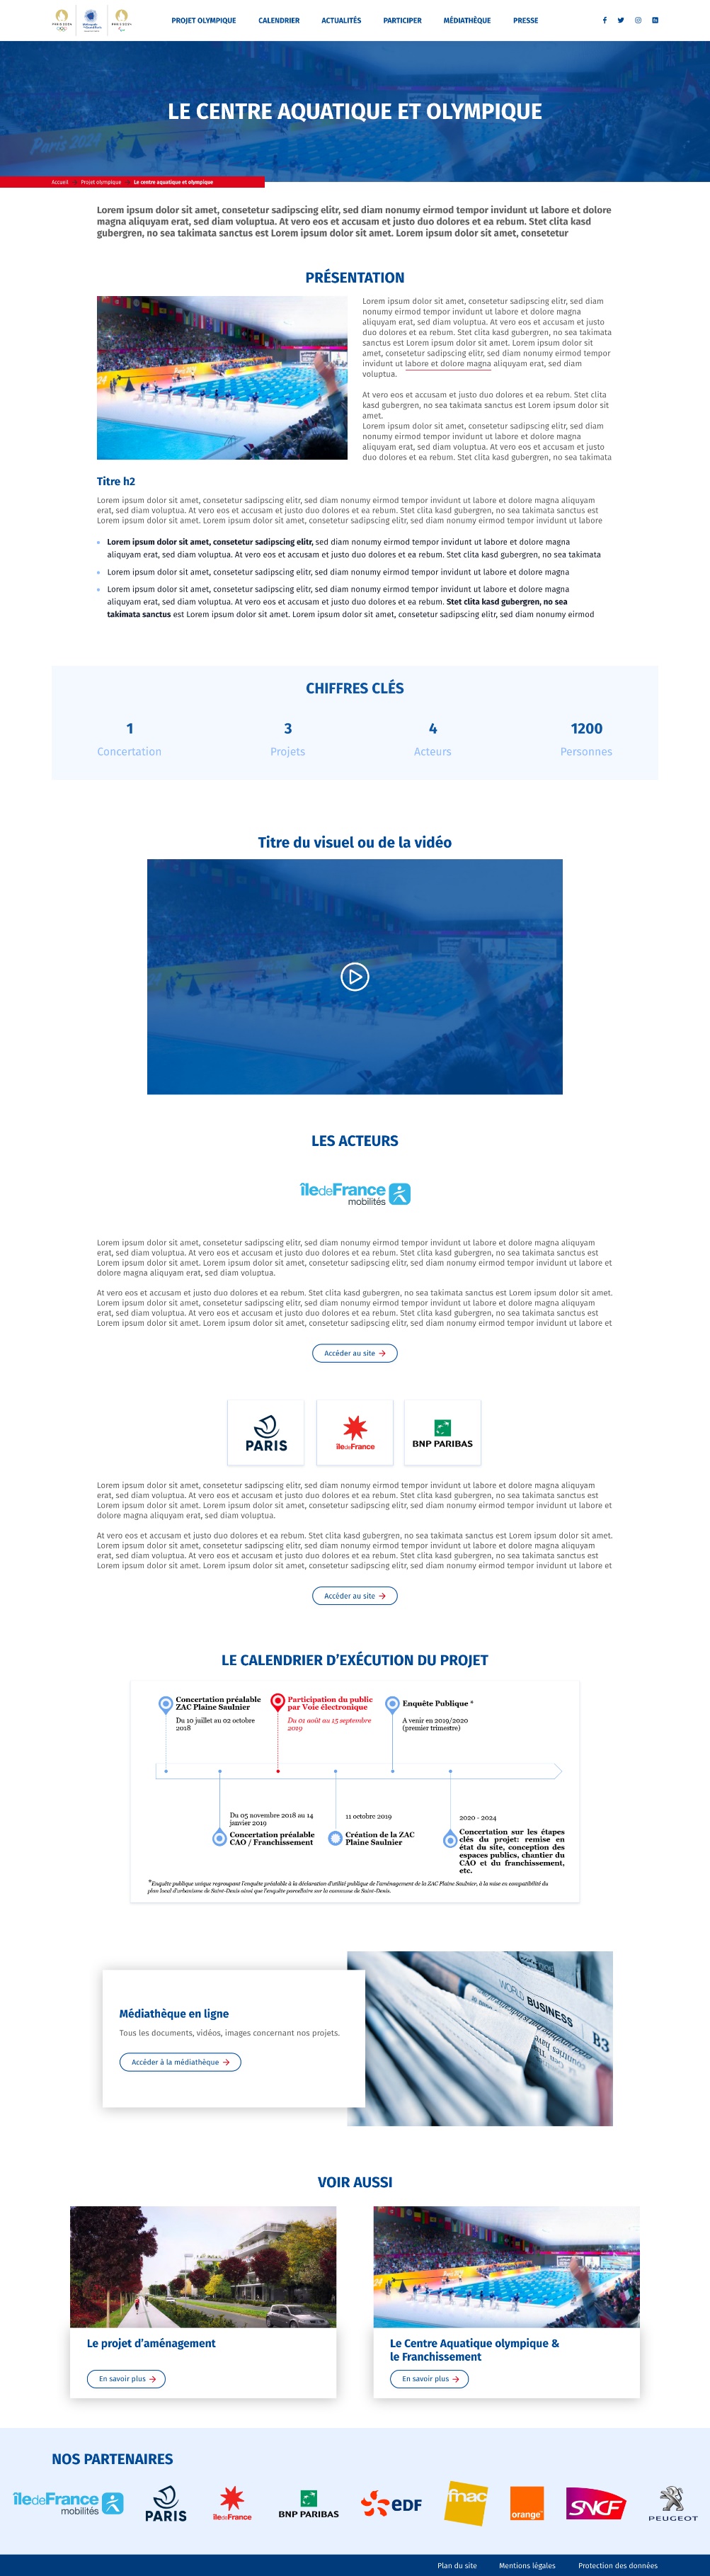 PARIS 2024
PARIS 2024
PROJET OLYMPIQUE
CALENDRIER
ACTUALITÉS
PARTICIPER
MÉDIATHÈQUE
PRESSE
Paris 2024
LE CENTRE AQUATIQUE ET OLYMPIQUE
Accueil
Projet olympique
Le centre aquatique et olympique
Lorem ipsum dolor sit amet, consetetur sadipscing elitr, sed diam nonumy eirmod tempor invidunt ut labore et dolore
magna aliquyam erat, sed diam voluptua. At vero eos et accusam et justo duo dolores et ea rebum. Stet clita kasd
gubergren, no sea takimata sanctus est Lorem ipsum dolor sit amet. Lorem ipsum dolor sit amet, consetetur
PRÉSENTATION
Lorem ipsum dolor sit amet, consetetur sadipscing elitr, sed diam
nonumy eirmod tempor invidunt ut labore et dolore magna
aliquyam erat, sed diam voluptua. At vero eos et accusam et justo
duo dolores et ea rebum. Stet clita kasd gubergren, no sea takimata
sanctus est Lorem ipsum dolor sit amet. Lorem ipsum dolor sit
amet, consetetur sadipscing elitr, sed diam nonumy eirmod tempor
invidunt ut labore et dolore magna aliquyam erat, sed diam
voluptua.
At vero eos et accusam et justo duo dolores et ea rebum. Stet clita
kasd gubergren, no sea takimata sanctus est Lorem ipsum dolor sit
amet.
Lorem ipsum dolor sit amet, consetetur sadipscing elitr, sed diam
nonumy eirmod tempor invidunt ut labore et dolore magna
aliquyam erat, sed diam voluptua. At vero eos et accusam et justo
duo dolores et ea rebum. Stet clita kasd gubergren, no sea takimata
Titre h2
Lorem ipsum dolor sit amet, consetetur sadipscing elitr, sed diam nonumy eirmod tempor invidunt ut labore et dolore magna aliquyam
erat, sed diam voluptua. At vero eos et accusam et justo duo dolores et ea rebum. Stet clita kasd gubergren, no sea takimata sanctus est
Lorem ipsum dolor sit amet. Lorem ipsum dolor sit amet, consetetur sadipscing elitr, sed diam nonumy eirmod tempor invidunt ut labore
Lorem ipsum dolor sit amet, consetetur sadipscing elitr, sed diam nonumy eirmod tempor invidunt ut labore et dolore magna
aliquyam erat, sed diam voluptua. At vero eos et accusam et justo duo dolores et ea rebum. Stet clita kasd gubergren, no sea takimata
Lorem ipsum dolor sit amet, consetetur sadipscing elitr, sed diam nonumy eirmod tempor invidunt ut labore et dolore magna
Lorem ipsum dolor sit amet, consetetur sadipscing elitr, sed diam nonumy eirmod tempor invidunt ut labore et dolore magna
aliquyam erat, sed diam voluptua. At vero eos et accusam et justo duo dolores et ea rebum. Stet clita kasd gubergren, no sea
takimata sanctus est Lorem ipsum dolor sit amet. Lorem ipsum dolor sit amet, consetetur sadipscing elitr, sed diam nonumy eirmod
CHIFFRES CLÉS
1
3
4
1200
Concertation
Projets
Acteurs
Personnes
Titre du visuel ou de la vidéo
LES ACTEURS
îledeFrance
mobilités
Lorem ipsum dolor sit amet, consetetur sadipscing elitr, sed diam nonumy eirmod tempor invidunt ut labore et dolore magna aliquyam
erat, sed diam voluptua. At vero eos et accusam et justo duo dolores et ea rebum. Stet clita kasd gubergren, no sea takimata sanctus est
Lorem ipsum dolor sit amet. Lorem ipsum dolor sit amet, consetetur sadipscing elitr, sed diam nonumy eirmod tempor invidunt ut labore et
dolore magna aliquyam erat, sed diam voluptua.
At vero eos et accusam et justo duo dolores et ea rebum. Stet clita kasd gubergren, no sea takimata sanctus est Lorem ipsum dolor sit amet.
Lorem ipsum dolor sit amet, consetetur sadipscing elitr, sed diam nonumy eirmod tempor invidunt ut labore et dolore magna aliquyam
erat, sed diam voluptua. At vero eos et accusam et justo duo dolores et ea rebum. Stet clita kasd gubergren, no sea takimata sanctus est
Lorem ipsum dolor sit amet. Lorem ipsum dolor sit amet, consetetur sadipscing elitr, sed diam nonumy eirmod tempor invidunt ut labore et
Accéder au site
PARIS
îledeFrance
BNP PARIBAS
Lorem ipsum dolor sit amet, consetetur sadipscing elitr, sed diam nonumy eirmod tempor invidunt ut labore et dolore magna aliquyam
erat, sed diam voluptua. At vero eos et accusam et justo duo dolores et ea rebum. Stet clita kasd gubergren, no sea takimata sanctus est
Lorem ipsum dolor sit amet. Lorem ipsum dolor sit amet, consetetur sadipscing elitr, sed diam nonumy eirmod tempor invidunt ut labore et
dolore magna aliquyam erat, sed diam voluptua.
At vero eos et accusam et justo duo dolores et ea rebum. Stet clita kasd gubergren, no sea takimata sanctus est Lorem ipsum dolor sit amet.
Lorem ipsum dolor sit amet, consetetur sadipscing elitr, sed diam nonumy eirmod tempor invidunt ut labore et dolore magna aliquyam
erat, sed diam voluptua. At vero eos et accusam et justo duo dolores et ea rebum. Stet clita kasd gubergren, no sea takimata sanctus est
Lorem ipsum dolor sit amet. Lorem ipsum dolor sit amet, consetetur sadipscing elitr, sed diam nonumy eirmod tempor invidunt ut labore et
Accéder au site
LE CALENDRIER D'EXÉCUTION DU PROJET
Concertation préalable
ZAC Plaine Saulnier
Du 10 juillet au 02 octobre
2018
Participation du public
par Voie électronique
Du 01 août au 15 septembre
2019
Enquête Publique *
A venir en 2019/2020
(premier trimestre)
Du 05 novembre 2018 au 14
janvier 2019
Concertation préalable
CAO / Franchissement
11 octobre 2019
Création de la ZAC
Plaine Saulnier
2020 - 2024
Concertation sur les étapes
clés du projet: remise en
état du site, conception des
espaces publics, chantier du
CAO et du franchissement,
etc.
*Enquête publique unique regroupant l'enquête préalable à la déclaration d'utilité publique de l'aménagement de la ZAC Plaine Saulnier, à la mise en compatibilité du
plan local d'urbanisme de Saint-Denis ainsi que l'enquête parcellaire sur la commune de Saint-Denis.
Médiathèque en ligne
Tous les documents, vidéos, images concernant nos projets.
Accéder à la médiathèque
WORLD BUSINESS
B3
VOIR AUSSI
Le projet d'aménagement
En savoir plus
Le Centre Aquatique olympique &
le Franchissement
En savoir plus
NOS PARTENAIRES
îledeFrance
mobilités
PARIS
îledeFrance
BNP PARIBAS
eDF
fnac
orange
SNCF
PEUGEOT
Plan du site
Mentions légales
Protection des données